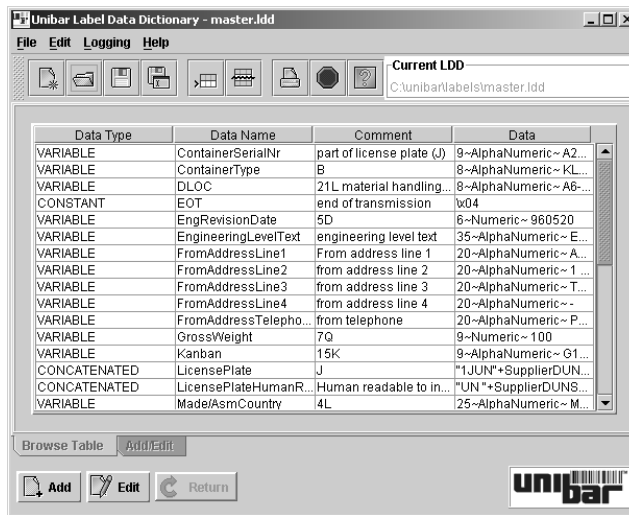 Unibar Label Data Dictionary - master.ldd
File Edit Logging Help
Current LDD
C:\unibar\labels\master.ldd
Data Type Data Name Comment Data
VARIABLE ContainerSerialNr part of license plate (J) 9~AlphaNumeric~ A2...
VARIABLE ContainerType B 8~AlphaNumeric~ KL...
VARIABLE DLOC 21L material handling... 8~AlphaNumeric~ A6-...
CONSTANT EOT end of transmission \x04
VARIABLE EngRevisionDate 5D 6~Numeric~ 960520
VARIABLE EngineeringLevelText engineering level text 35~AlphaNumeric~ E...
VARIABLE FromAddressLine1 From address line 1 20~AlphaNumeric~ A...
VARIABLE FromAddressLine2 from address line 2 20~AlphaNumeric~ 1 ...
VARIABLE FromAddressLine3 from address line 3 20~AlphaNumeric~ T...
VARIABLE FromAddressLine4 from address line 4 20~AlphaNumeric~ -
VARIABLE FromAddressTelepho... from telephone 20~AlphaNumeric~ P...
VARIABLE GrossWeight 7Q 9~Numeric~ 100
VARIABLE Kanban 15K 9~AlphaNumeric~ G1...
CONCATENATED LicensePlate J "1JUN"+SupplierDUN...
CONCATENATED LicensePlateHumanR... Human readable to in... "UN "+SupplierDUNS...
VARIABLE Made/AsmCountry 4L 25~AlphaNumeric~ M...
Browse Table Add/Edit
Add Edit Return
unibar